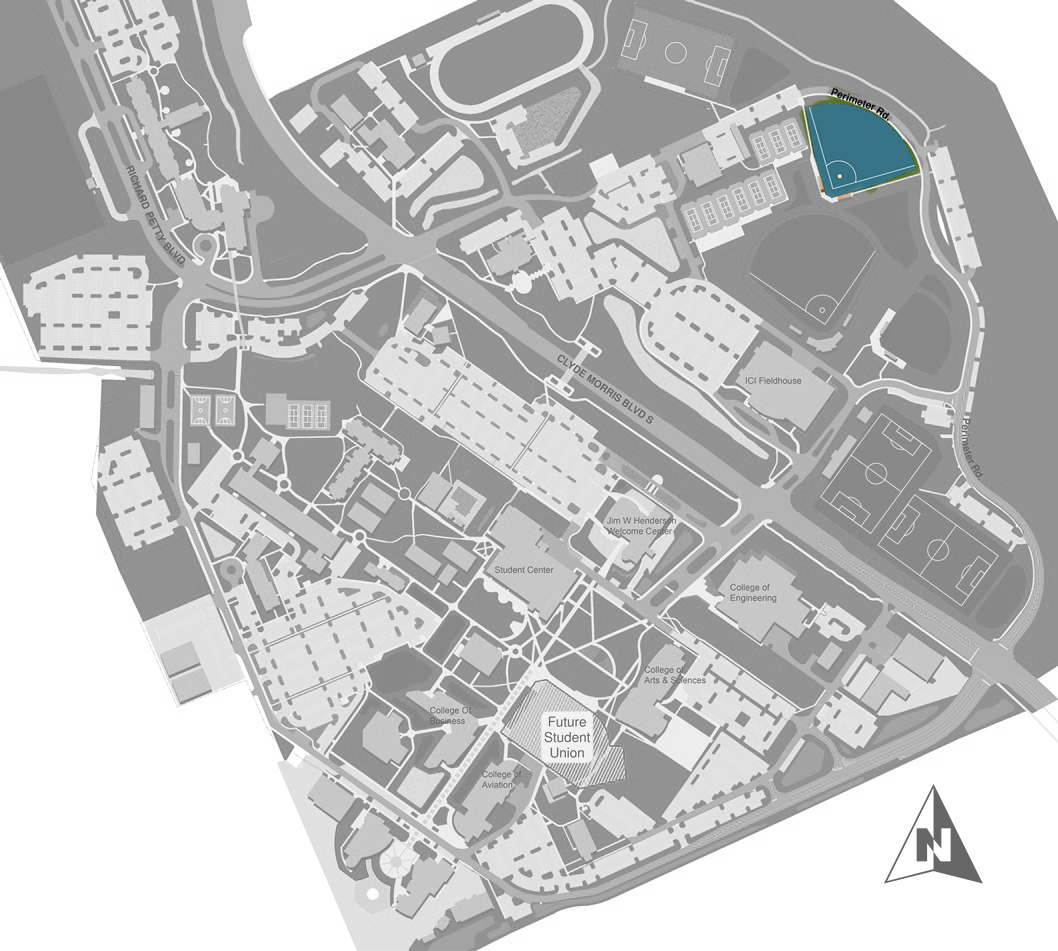 Perimeter Rd.
RICHARD PETTY BLVD
CLYDE MORRIS BLVD S
ICI Fieldhouse
Perimeter Rd
Jim W Henderson
Welcome Center
Student Center
College of
Engineering
College of
Arts & Sciences
College Of
Business
Future
Student
Union
College of
Aviation
N